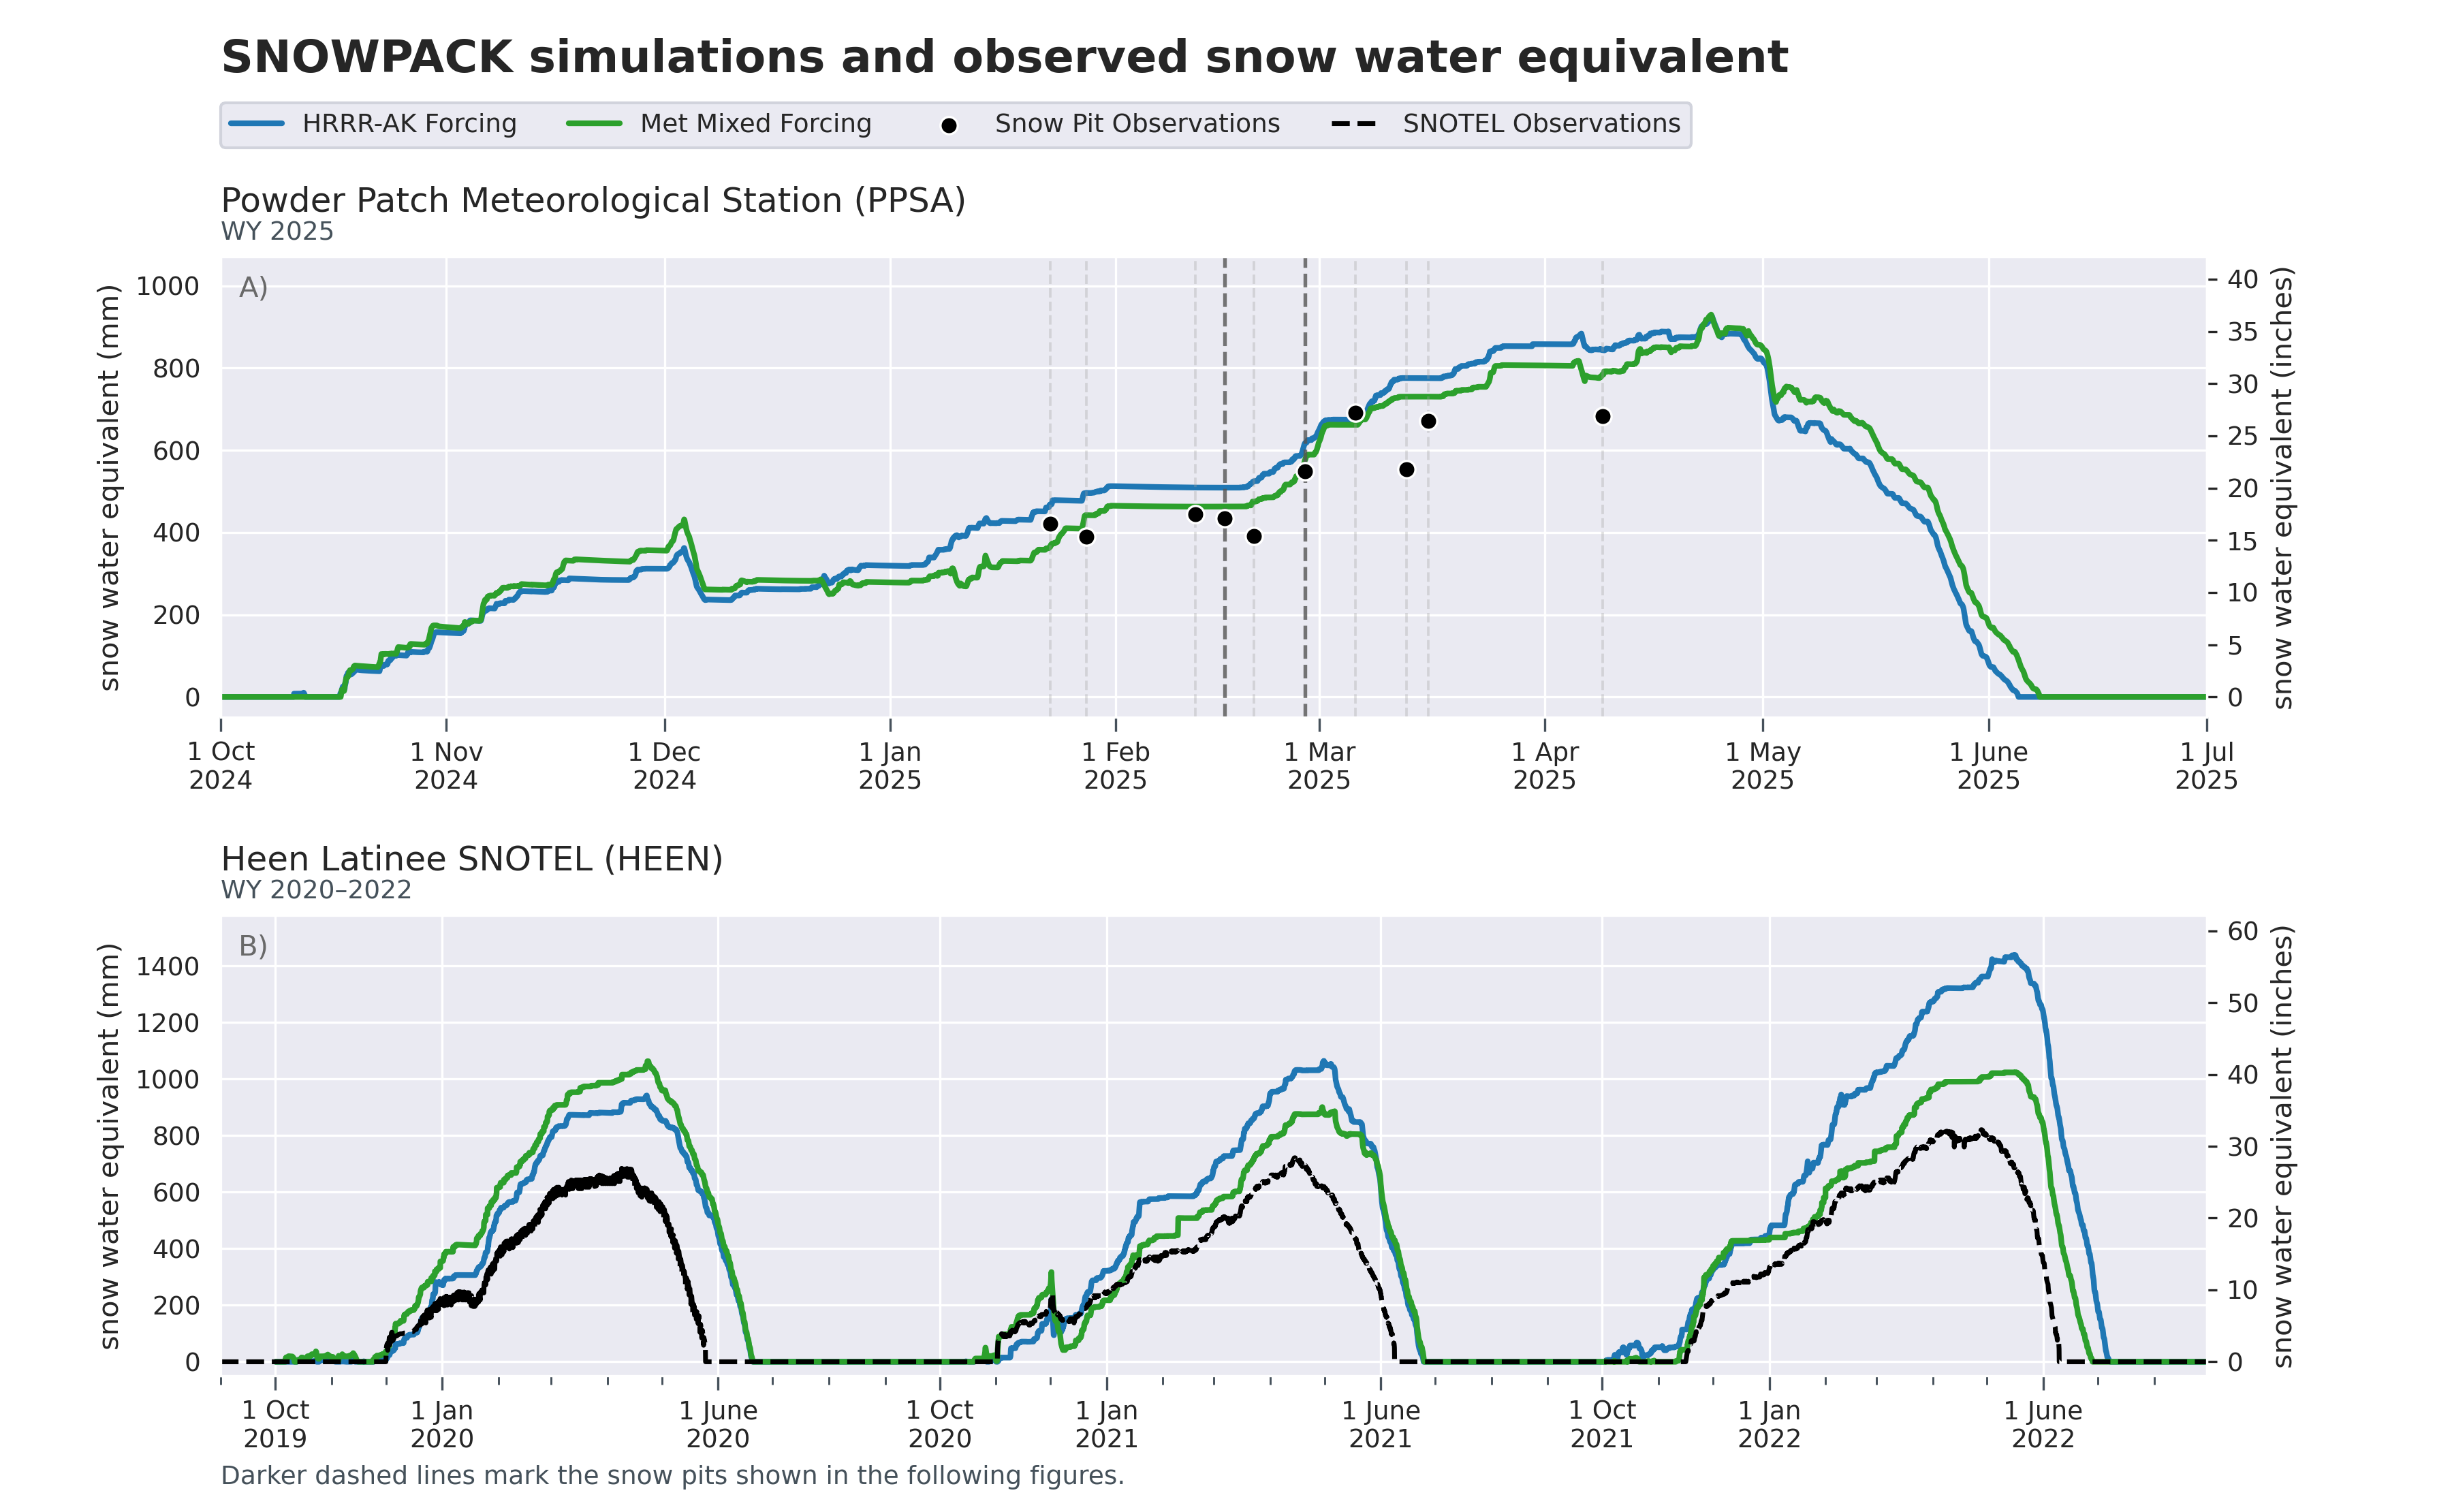 SNOWPACK simulations and observed snow water equivalent
HRRR-AK Forcing Met Mixed Forcing Snow Pit Observations SNOTEL Observations
Powder Patch Meteorological Station (PPSA)
WY 2025
A)
snow water equivalent (mm)
1000
800
600
400
200
0
40
35
30
25
20
15
10
5
0
snow water equivalent (inches)
1 Oct 1 Nov 1 Dec 1 Jan 1 Feb 1 Mar 1 Apr 1 May 1 June 1 Jul
2024 2024 2024 2025 2025 2025 2025 2025 2025 2025
Heen Latinee SNOTEL (HEEN)
WY 2020–2022
B)
snow water equivalent (mm)
1400
1200
1000
800
600
400
200
0
60
50
40
30
20
10
0
snow water equivalent (inches)
1 Oct 1 Jan 1 June 1 Oct 1 Jan 1 June 1 Oct 1 Jan 1 June
2019 2020 2020 2020 2021 2021 2021 2022 2022
Darker dashed lines mark the snow pits shown in the following figures.